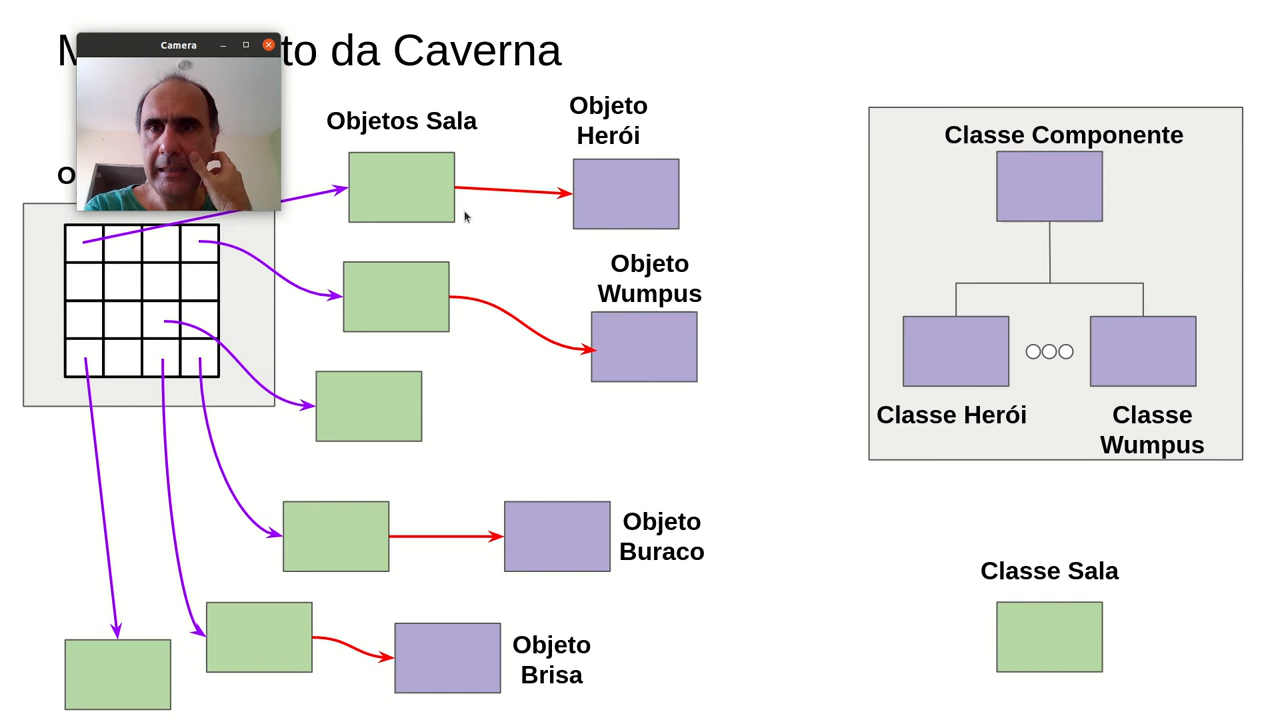 Camera
to da Caverna
Objetos Sala
Objeto
Herói
Objeto
Wumpus
Objeto
Buraco
Objeto
Brisa
Classe Componente
Classe Herói
Classe
Wumpus
Classe Sala